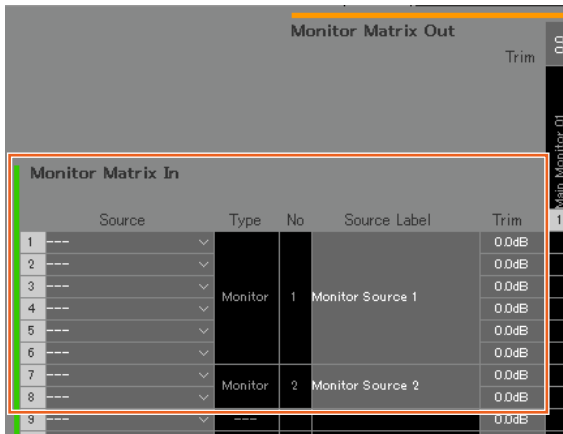 Monitor Matrix Out
Trim
0.0
Main Monitor 01
1
Monitor Matrix In
Source Type No Source Label Trim
1 --- 0.0dB
2 --- 0.0dB
3 --- 0.0dB
Monitor 1 Monitor Source 1
4 --- 0.0dB
5 --- 0.0dB
6 --- 0.0dB
7 --- 0.0dB
Monitor 2 Monitor Source 2
8 --- 0.0dB
9 --- --- 0.0dB